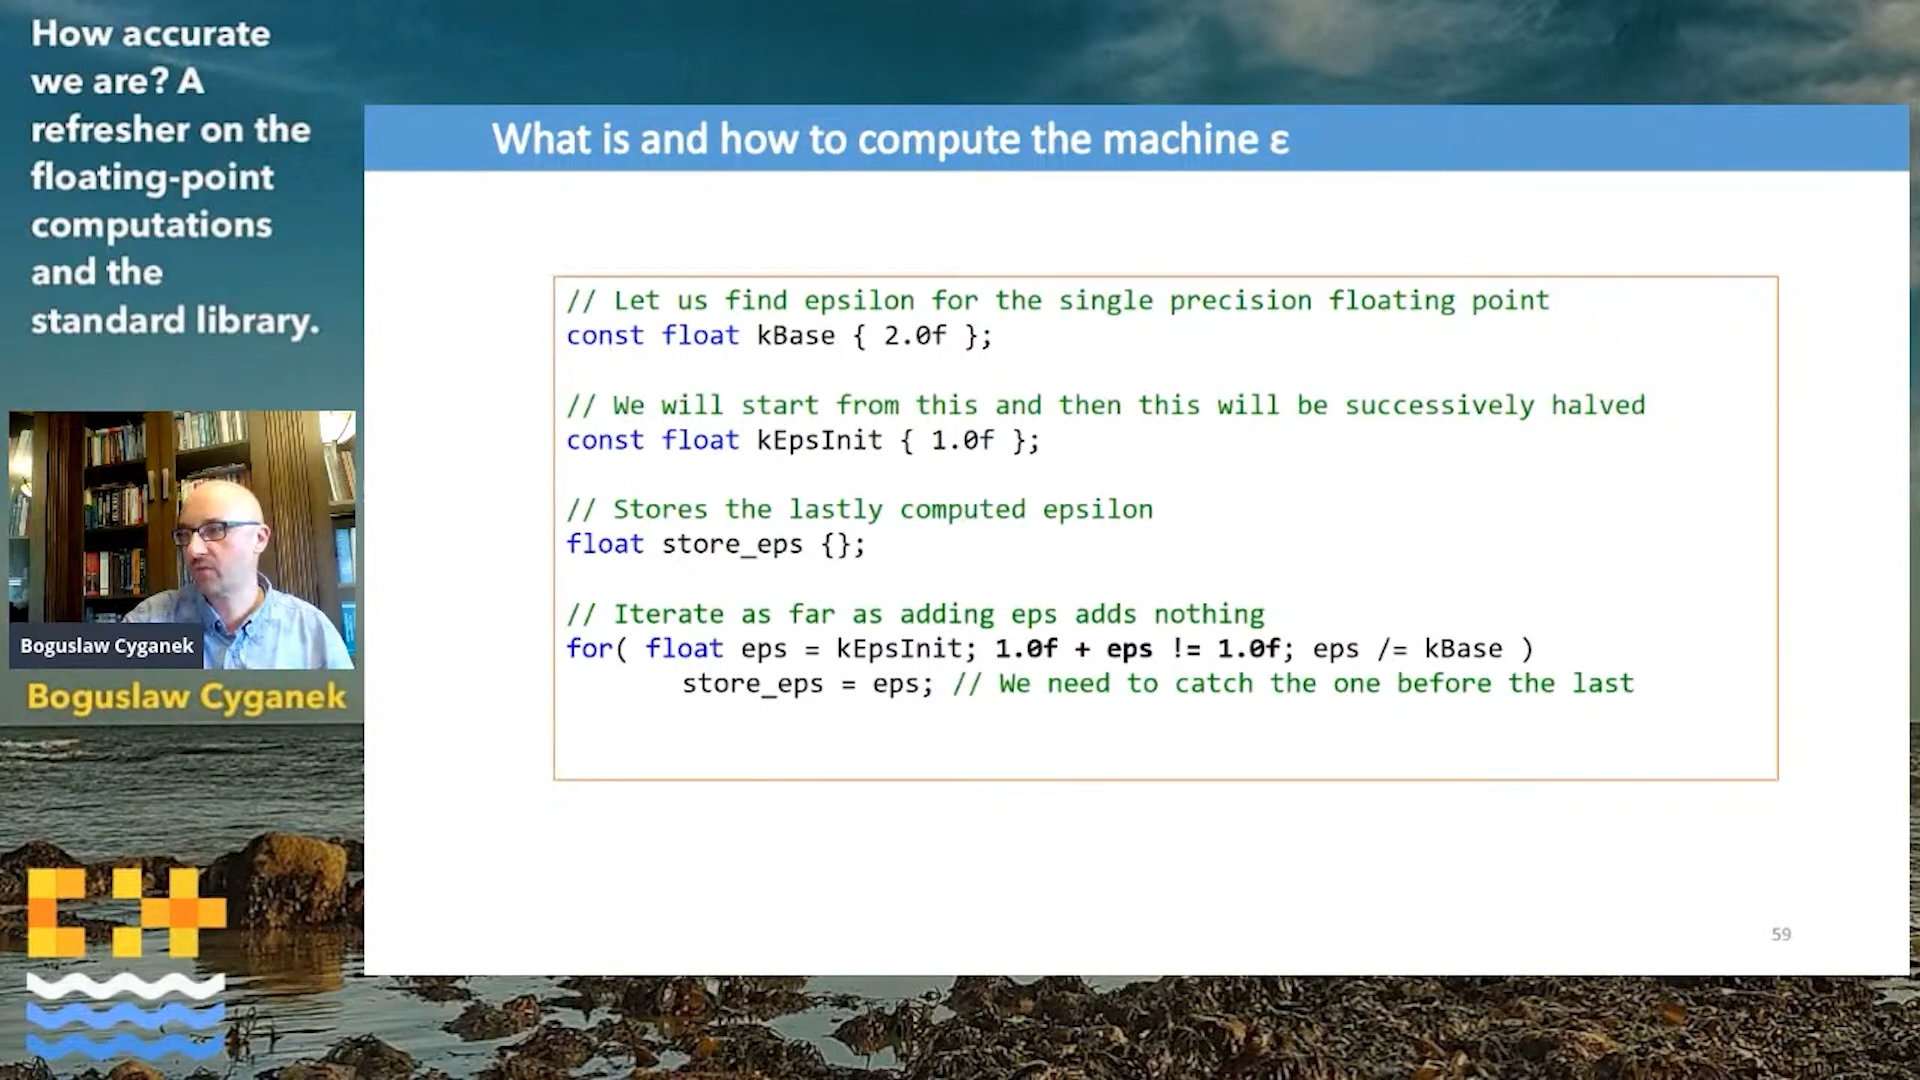 How accurate
we are? A
refresher on the
floating-point
computations
and the
standard library.
What is and how to compute the machine ε
// Let us find epsilon for the single precision floating point
const float kBase { 2.0f };
// We will start from this and then this will be successively halved
const float kEpsInit { 1.0f };
// Stores the lastly computed epsilon
float store_eps {};
// Iterate as far as adding eps adds nothing
for( float eps = kEpsInit; 1.0f + eps != 1.0f; eps /= kBase )
store_eps = eps; // We need to catch the one before the last
59
Boguslaw Cyganek
Boguslaw Cyganek
C++